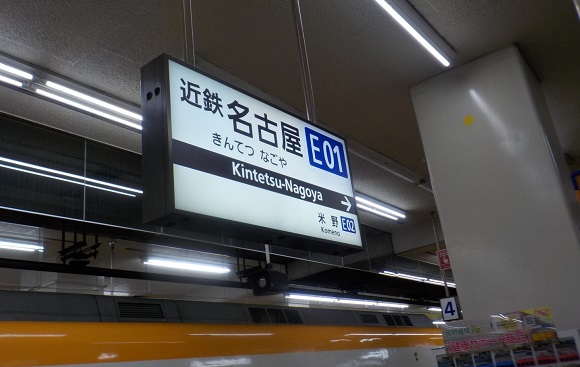 近鉄名古屋 E01
きんてつ なごや
Kintetsu-Nagoya
米野 E02
Komeno
4